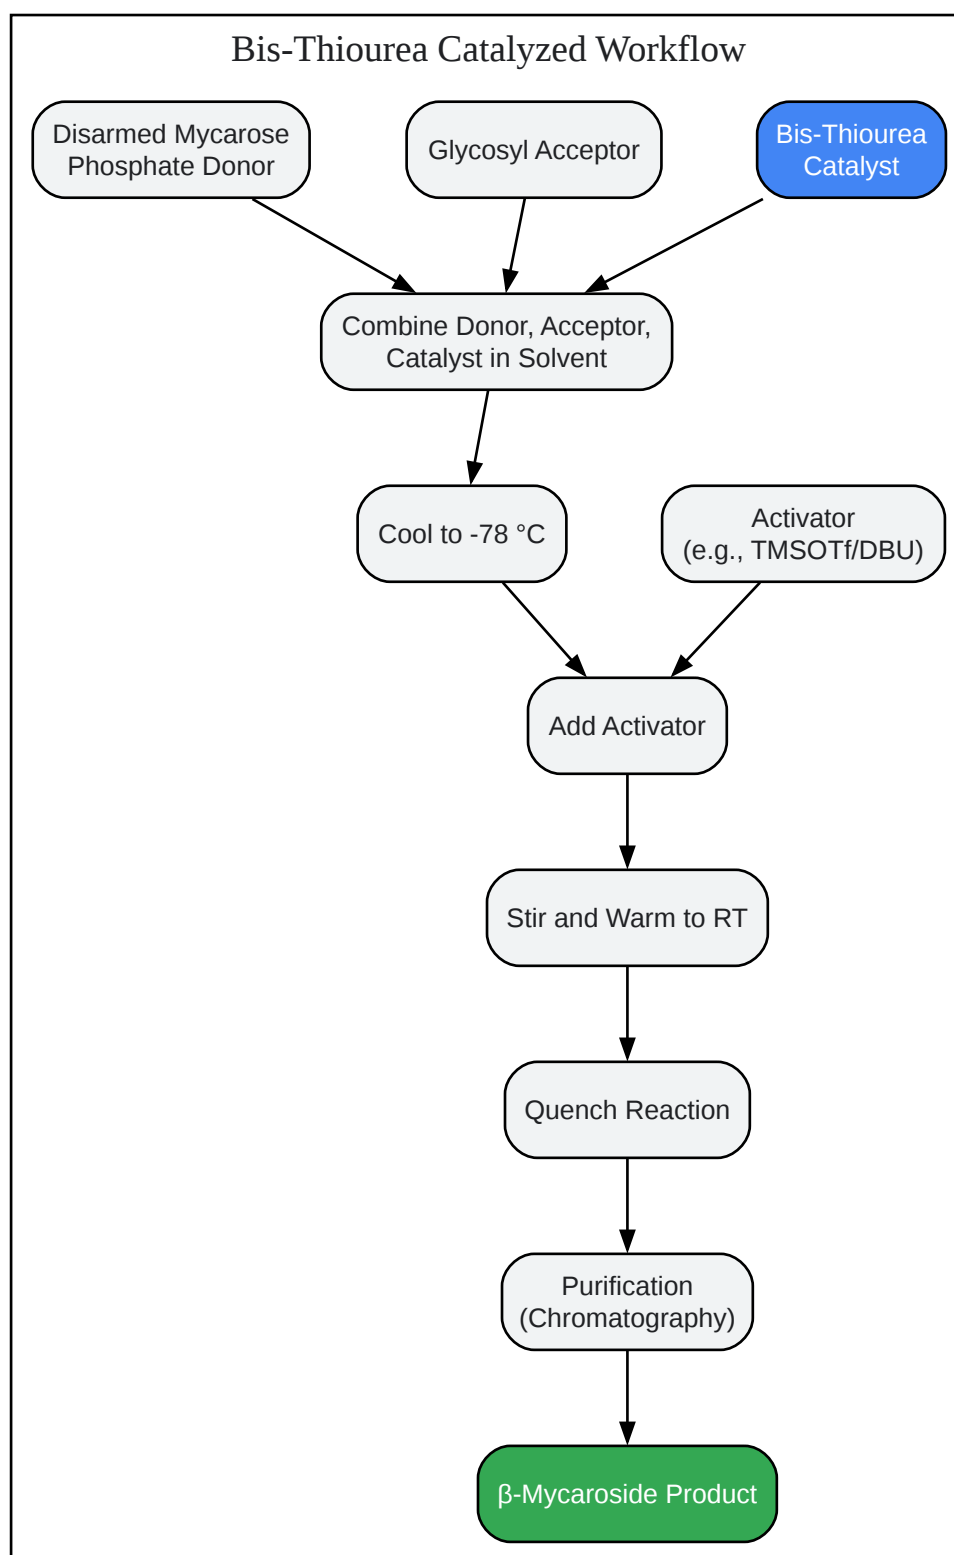 Bis-Thiourea Catalyzed Workflow
Disarmed Mycarose
Phosphate Donor
Glycosyl Acceptor
Bis-Thiourea
Catalyst
Combine Donor, Acceptor,
Catalyst in Solvent
Cool to -78 °C
Activator
(e.g., TMSOTf/DBU)
Add Activator
Stir and Warm to RT
Quench Reaction
Purification
(Chromatography)
β-Mycaroside Product